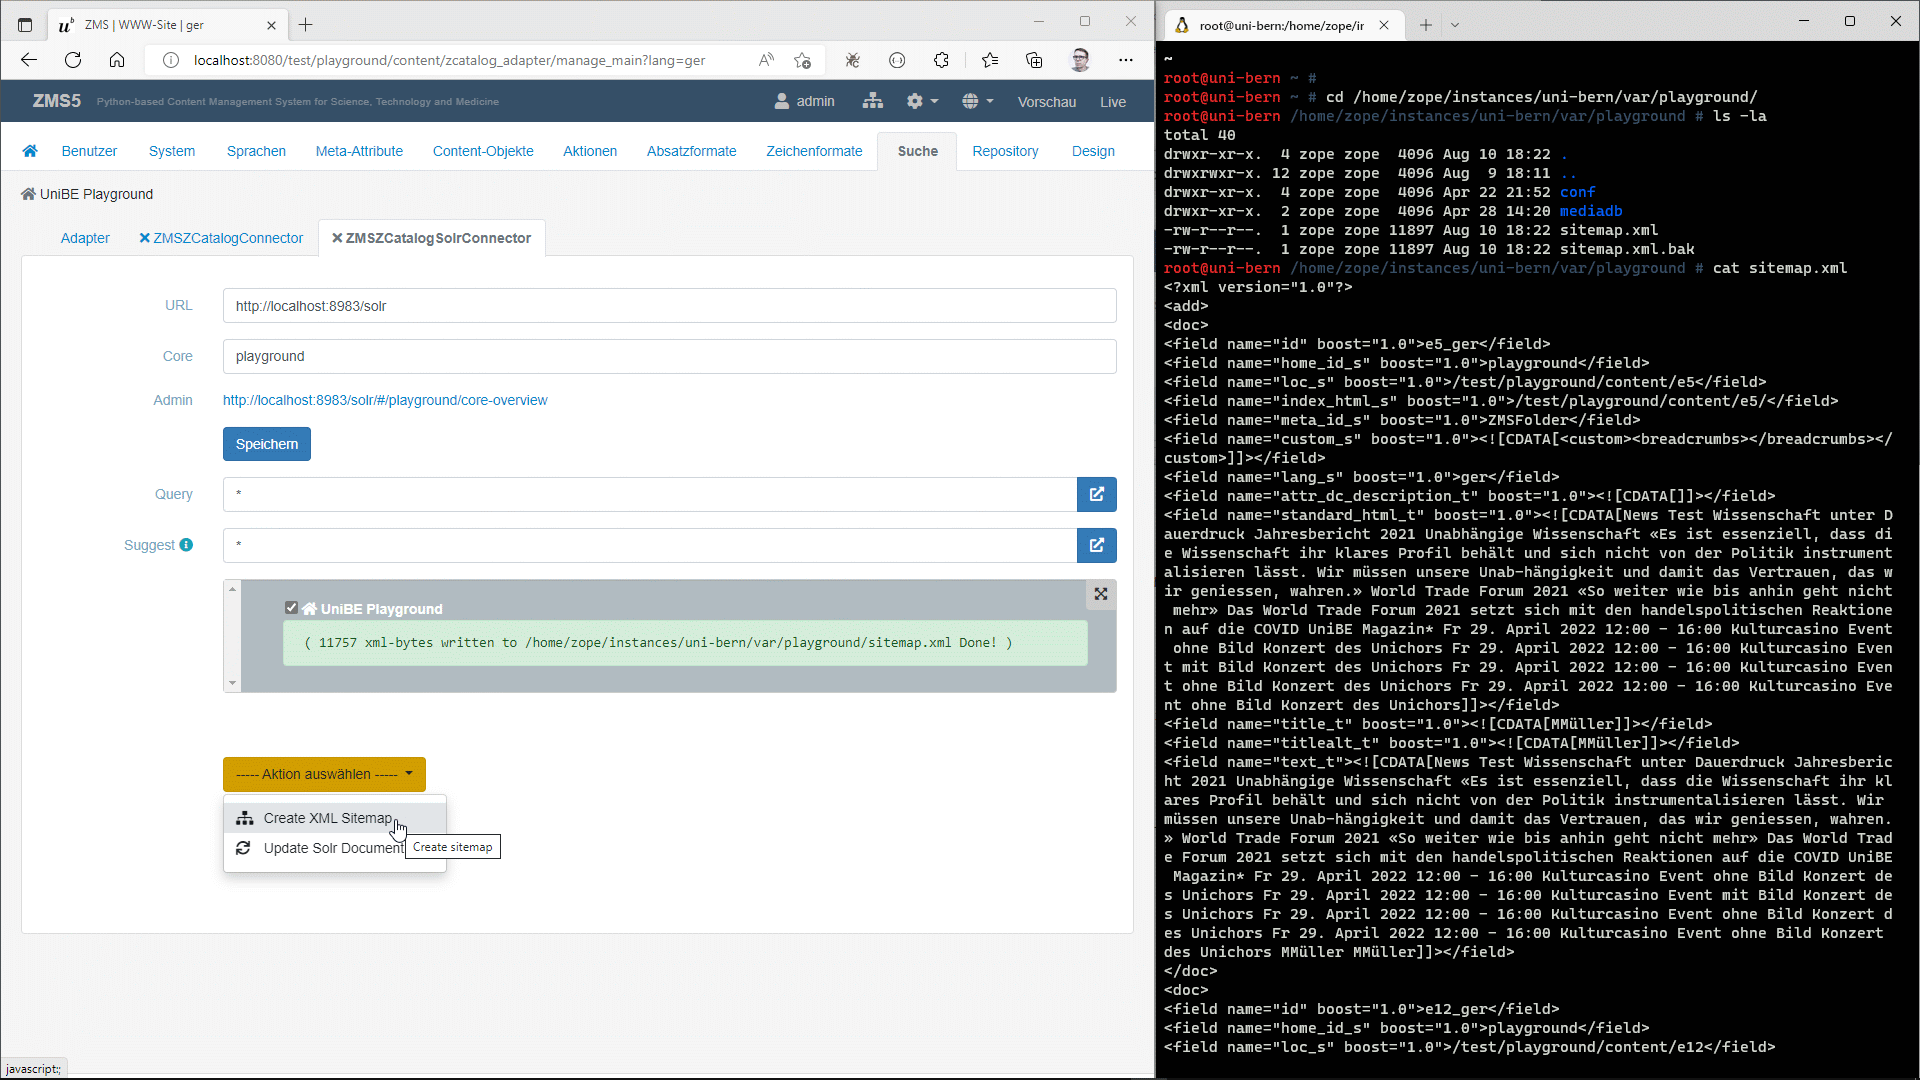 ZMS | WWW-Site | ger
localhost:8080/test/playground/content/zcatalog_adapter/manage_main?lang=ger
ZMS5 Python-based Content Management System for Science, Technology and Medicine admin Vorschau Live
Benutzer System Sprachen Meta-Attribute Content-Objekte Aktionen Absatzformate Zeichenformate Suche Repository Design
UniBE Playground
Adapter ZMSZCatalogConnector ZMSZCatalogSolrConnector
URL http://localhost:8983/solr
Core playground
Admin http://localhost:8983/solr/#/playground/core-overview
Speichern
Query *
Suggest *
UniBE Playground
( 11757 xml-bytes written to /home/zope/instances/uni-bern/var/playground/sitemap.xml Done! )
----- Aktion auswählen -----
Create XML Sitemap
Create sitemap
Update Solr Document
javascript:;
root@uni-bern:/home/zope/ir
~
root@uni-bern ~ #
root@uni-bern ~ # cd /home/zope/instances/uni-bern/var/playground/
root@uni-bern /home/zope/instances/uni-bern/var/playground # ls -la
total 40
drwxr-xr-x.  4 zope zope  4096 Aug 10 18:22 .
drwxrwxr-x. 12 zope zope  4096 Aug  9 18:11 ..
drwxr-xr-x.  4 zope zope  4096 Apr 22 21:52 conf
drwxr-xr-x.  2 zope zope  4096 Apr 28 14:20 mediadb
-rw-r--r--.  1 zope zope 11897 Aug 10 18:22 sitemap.xml
-rw-r--r--.  1 zope zope 11897 Aug 10 18:22 sitemap.xml.bak
root@uni-bern /home/zope/instances/uni-bern/var/playground # cat sitemap.xml
<?xml version="1.0"?>
<add>
<doc>
<field name="id" boost="1.0">e5_ger</field>
<field name="home_id_s" boost="1.0">playground</field>
<field name="loc_s" boost="1.0">/test/playground/content/e5</field>
<field name="index_html_s" boost="1.0">/test/playground/content/e5/</field>
<field name="meta_id_s" boost="1.0">ZMSFolder</field>
<field name="custom_s" boost="1.0"><![CDATA[<custom><breadcrumbs></breadcrumbs></
custom>]]></field>
<field name="lang_s" boost="1.0">ger</field>
<field name="attr_dc_description_t" boost="1.0"><![CDATA[]]></field>
<field name="standard_html_t" boost="1.0"><![CDATA[News Test Wissenschaft unter D
auerdruck Jahresbericht 2021 Unabhängige Wissenschaft «Es ist essenziell, dass di
e Wissenschaft ihr klares Profil behält und sich nicht von der Politik instrument
alisieren lässt. Wir müssen unsere Unab-hängigkeit und damit das Vertrauen, das w
ir geniessen, wahren.» World Trade Forum 2021 «So weiter wie bis anhin geht nicht
 mehr» Das World Trade Forum 2021 setzt sich mit den handelspolitischen Reaktione
n auf die COVID UniBE Magazin* Fr 29. April 2022 12:00 - 16:00 Kulturcasino Event
 ohne Bild Konzert des Unichors Fr 29. April 2022 12:00 - 16:00 Kulturcasino Even
t mit Bild Konzert des Unichors Fr 29. April 2022 12:00 - 16:00 Kulturcasino Even
t ohne Bild Konzert des Unichors Fr 29. April 2022 12:00 - 16:00 Kulturcasino Eve
nt ohne Bild Konzert des Unichors]]></field>
<field name="title_t" boost="1.0"><![CDATA[MMüller]]></field>
<field name="titlealt_t" boost="1.0"><![CDATA[MMüller]]></field>
<field name="text_t"><![CDATA[News Test Wissenschaft unter Dauerdruck Jahresberic
ht 2021 Unabhängige Wissenschaft «Es ist essenziell, dass die Wissenschaft ihr kl
ares Profil behält und sich nicht von der Politik instrumentalisieren lässt. Wir
müssen unsere Unab-hängigkeit und damit das Vertrauen, das wir geniessen, wahren.
» World Trade Forum 2021 «So weiter wie bis anhin geht nicht mehr» Das World Trad
e Forum 2021 setzt sich mit den handelspolitischen Reaktionen auf die COVID UniBE
 Magazin* Fr 29. April 2022 12:00 - 16:00 Kulturcasino Event ohne Bild Konzert de
s Unichors Fr 29. April 2022 12:00 - 16:00 Kulturcasino Event mit Bild Konzert de
s Unichors Fr 29. April 2022 12:00 - 16:00 Kulturcasino Event ohne Bild Konzert d
es Unichors Fr 29. April 2022 12:00 - 16:00 Kulturcasino Event ohne Bild Konzert
des Unichors MMüller MMüller]]></field>
</doc>
<doc>
<field name="id" boost="1.0">e12_ger</field>
<field name="home_id_s" boost="1.0">playground</field>
<field name="loc_s" boost="1.0">/test/playground/content/e12</field>